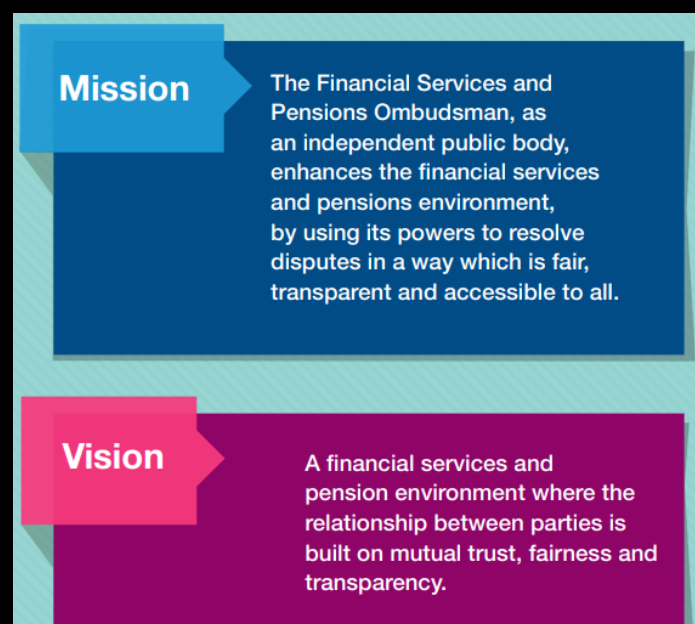 Mission
The Financial Services and
Pensions Ombudsman, as
an independent public body,
enhances the financial services
and pensions environment,
by using its powers to resolve
disputes in a way which is fair,
transparent and accessible to all.
Vision
A financial services and
pension environment where the
relationship between parties is
built on mutual trust, fairness and
transparency.